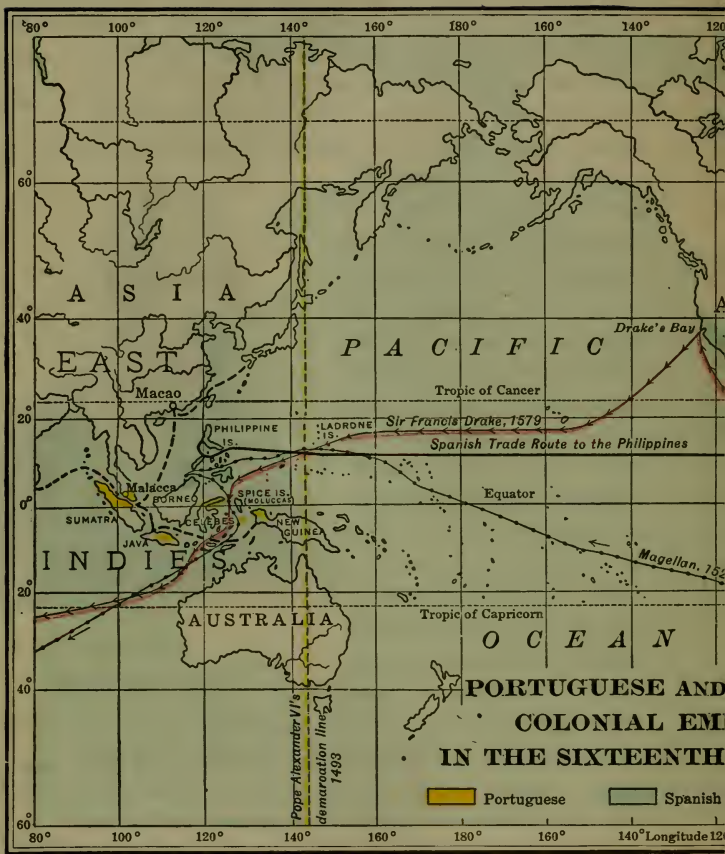 80° 100° 120° 140° 160° 180° 160° 140° 120
60°
A S I A
40°
Drake's Bay
A
P A C I F I C
EAST
Macao
Tropic of Cancer
20°
PHILIPPINE
IS.
LADRONE
IS.
Sir Francis Drake, 1579
Spanish Trade Route to the Philippines
Malacca
BORNEO
SPICE IS.
(MOLUCCAS)
Equator
0°
SUMATRA
CELEBES
NEW
GUINEA
JAVA
I N D I E S
Magellan. 152
20°
Tropic of Capricorn
AUSTRALIA
O C E A N
40°
Pope Alexander VI's
demarcation line
1493
PORTUGUESE AND
COLONIAL EM
IN THE SIXTEENTH
Portuguese
Spanish
60°
80° 100° 120° 140° 160° 180° 160° 140° Longitude 120